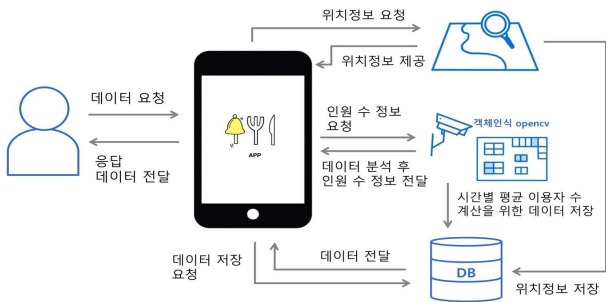 위치정보 요청
위치정보 제공
데이터 요청
응답
데이터 전달
APP
인원 수 정보
요청
데이터 분석 후
인원 수 정보 전달
객체인식 opencv
시간별 평균 이용자 수
계산을 위한 데이터 저장
데이터 저장
요청
데이터 전달
DB
위치정보 저장